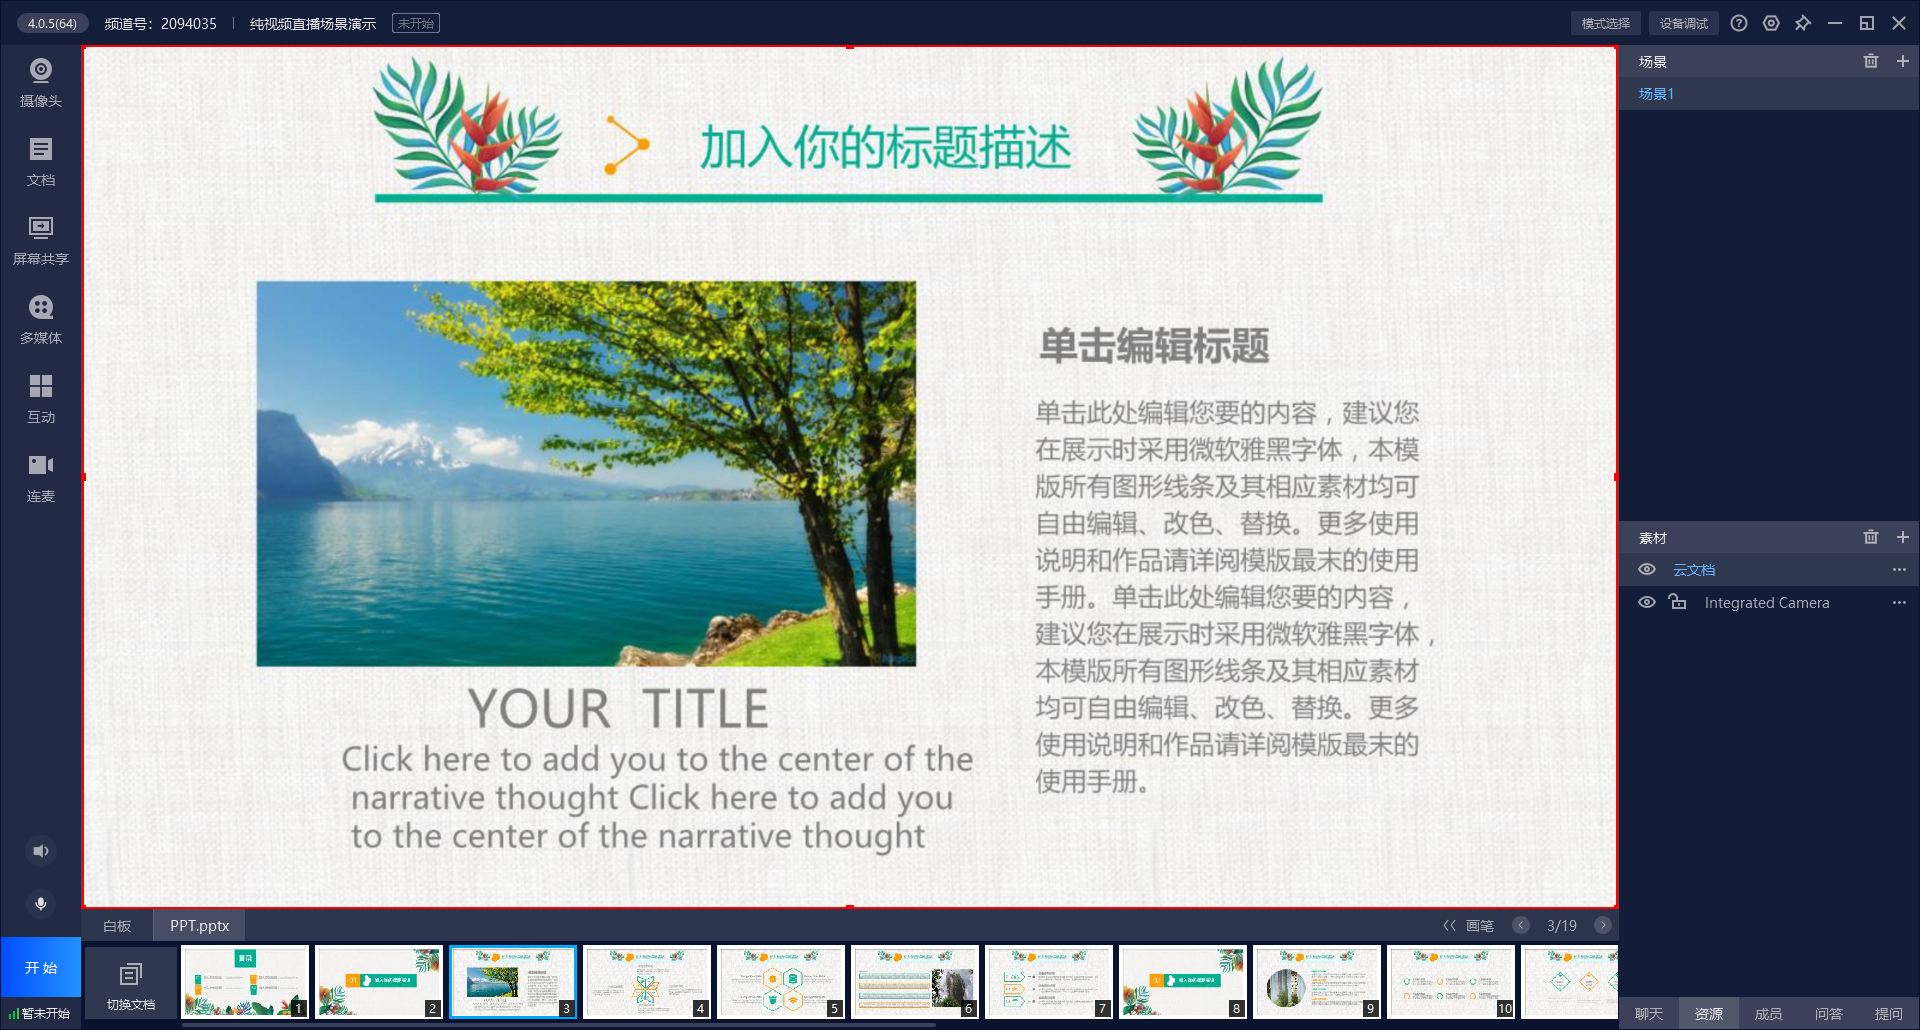 4.0.5(64)
频道号：2094035
纯视频直播场景演示
未开始
模式选择
设备调试
摄像头
文档
屏幕共享
多媒体
互动
连麦
加入你的标题描述
YOUR TITLE
Click here to add you to the center of the
narrative thought Click here to add you
to the center of the narrative thought
单击编辑标题
单击此处编辑您要的内容，建议您
在展示时采用微软雅黑字体，本模
版所有图形线条及其相应素材均可
自由编辑、改色、替换。更多使用
说明和作品请详阅模版最末的使用
手册。单击此处编辑您要的内容，
建议您在展示时采用微软雅黑字体，
本模版所有图形线条及其相应素材
均可自由编辑、改色、替换。更多
使用说明和作品请详阅模版最末的
使用手册。
场景
场景1
素材
云文档
Integrated Camera
白板
PPT.pptx
画笔
3/19
开始
暂未开始
切换文档
目录
1
2
3
4
5
6
7
8
9
10
聊天
资源
成员
问答
提问